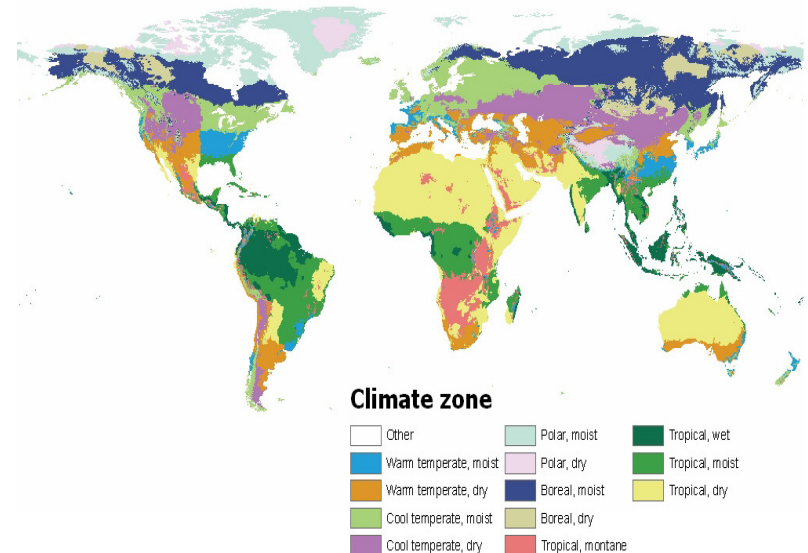 Climate zone
Other
Warm temperate, moist
Warm temperate, dry
Cool temperate, moist
Cool temperate, dry
Polar, moist
Polar, dry
Boreal, moist
Boreal, dry
Tropical, montane
Tropical, wet
Tropical, moist
Tropical, dry